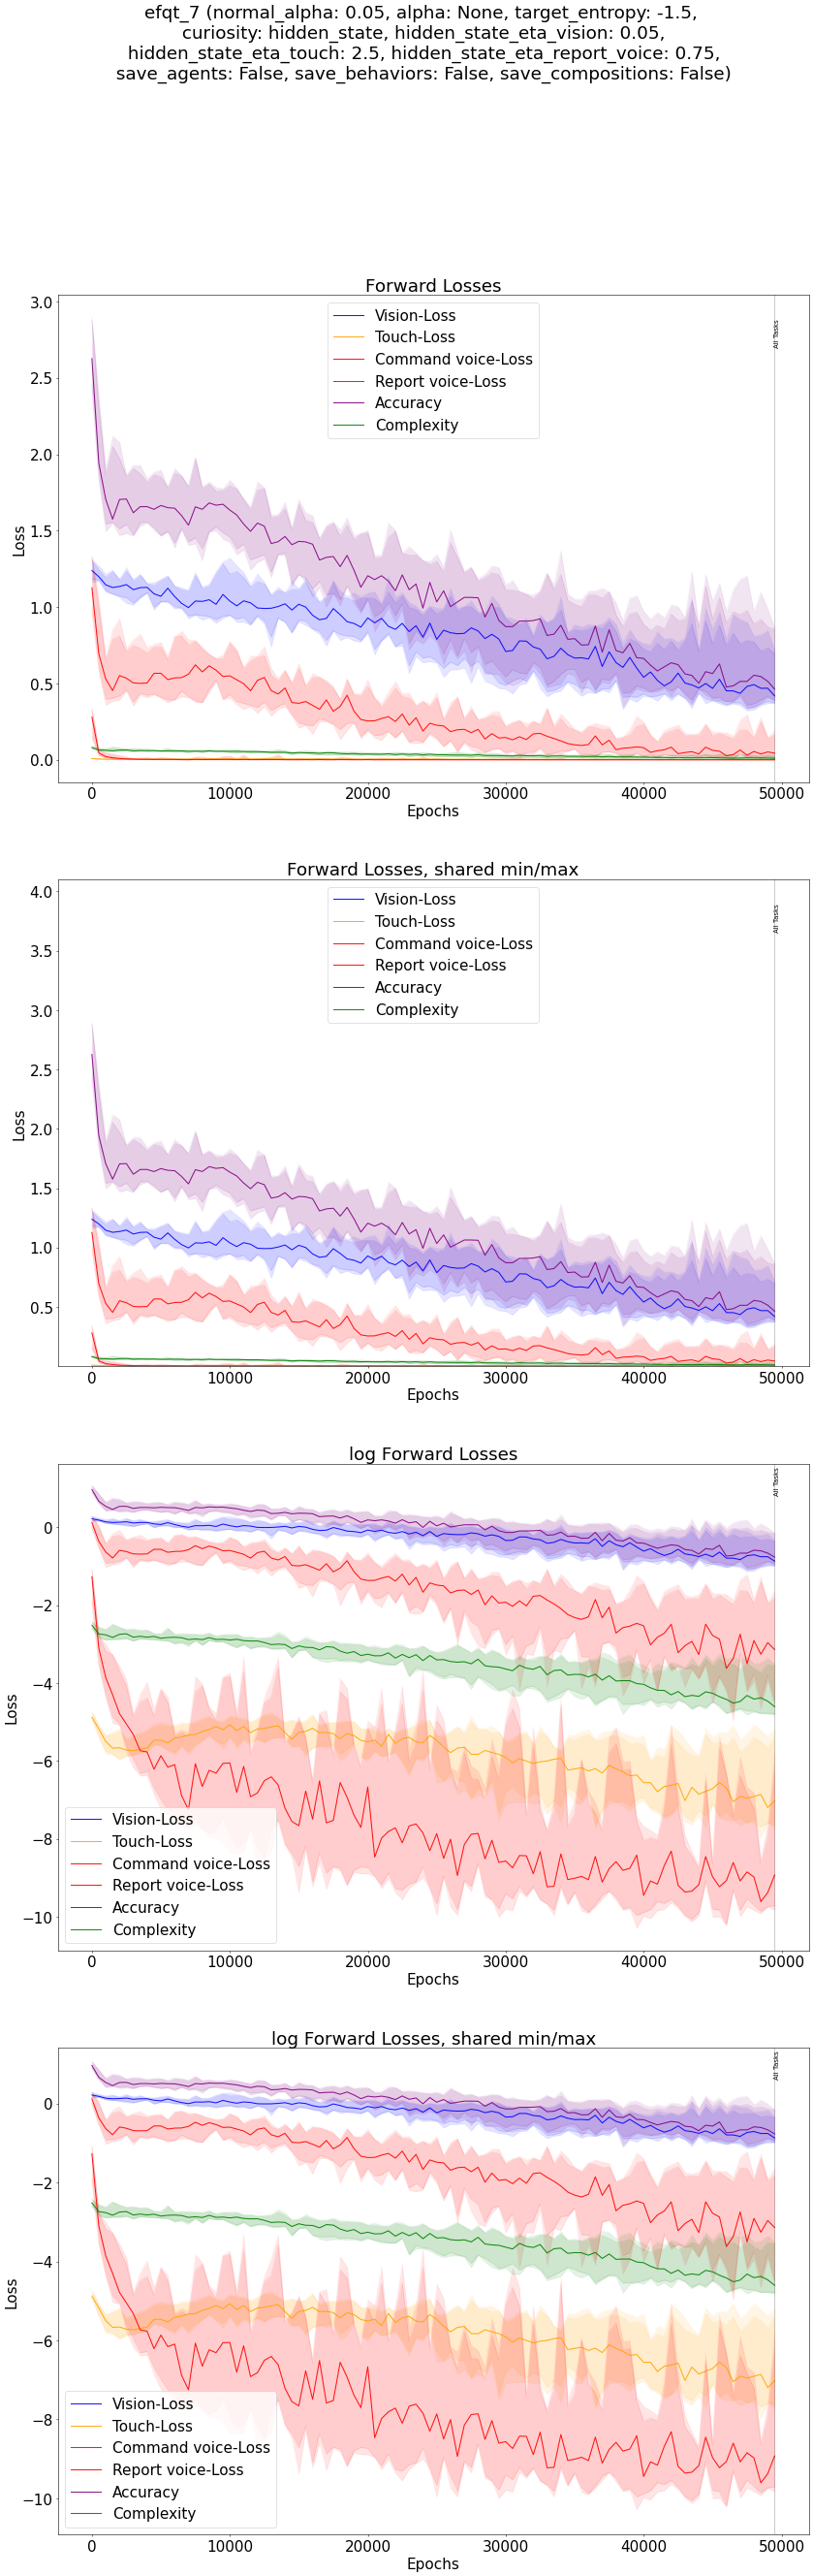 efqt_7 (normal_alpha: 0.05, alpha: None, target_entropy: -1.5,
curiosity: hidden_state, hidden_state_eta_vision: 0.05,
hidden_state_eta_touch: 2.5, hidden_state_eta_report_voice: 0.75,
save_agents: False, save_behaviors: False, save_compositions: False)
Forward Losses
3.0
2.5
2.0
1.5
1.0
0.5
0.0
Loss
Vision-Loss
Touch-Loss
Command voice-Loss
Report voice-Loss
Accuracy
Complexity
All Tasks
0 10000 20000 30000 40000 50000
Epochs
Forward Losses, shared min/max
4.0
3.5
3.0
2.5
2.0
1.5
1.0
0.5
Loss
Vision-Loss
Touch-Loss
Command voice-Loss
Report voice-Loss
Accuracy
Complexity
All Tasks
0 10000 20000 30000 40000 50000
Epochs
log Forward Losses
0
−2
−4
−6
−8
−10
Loss
All Tasks
Vision-Loss
Touch-Loss
Command voice-Loss
Report voice-Loss
Accuracy
Complexity
0 10000 20000 30000 40000 50000
Epochs
log Forward Losses, shared min/max
0
−2
−4
−6
−8
−10
Loss
All Tasks
Vision-Loss
Touch-Loss
Command voice-Loss
Report voice-Loss
Accuracy
Complexity
0 10000 20000 30000 40000 50000
Epochs